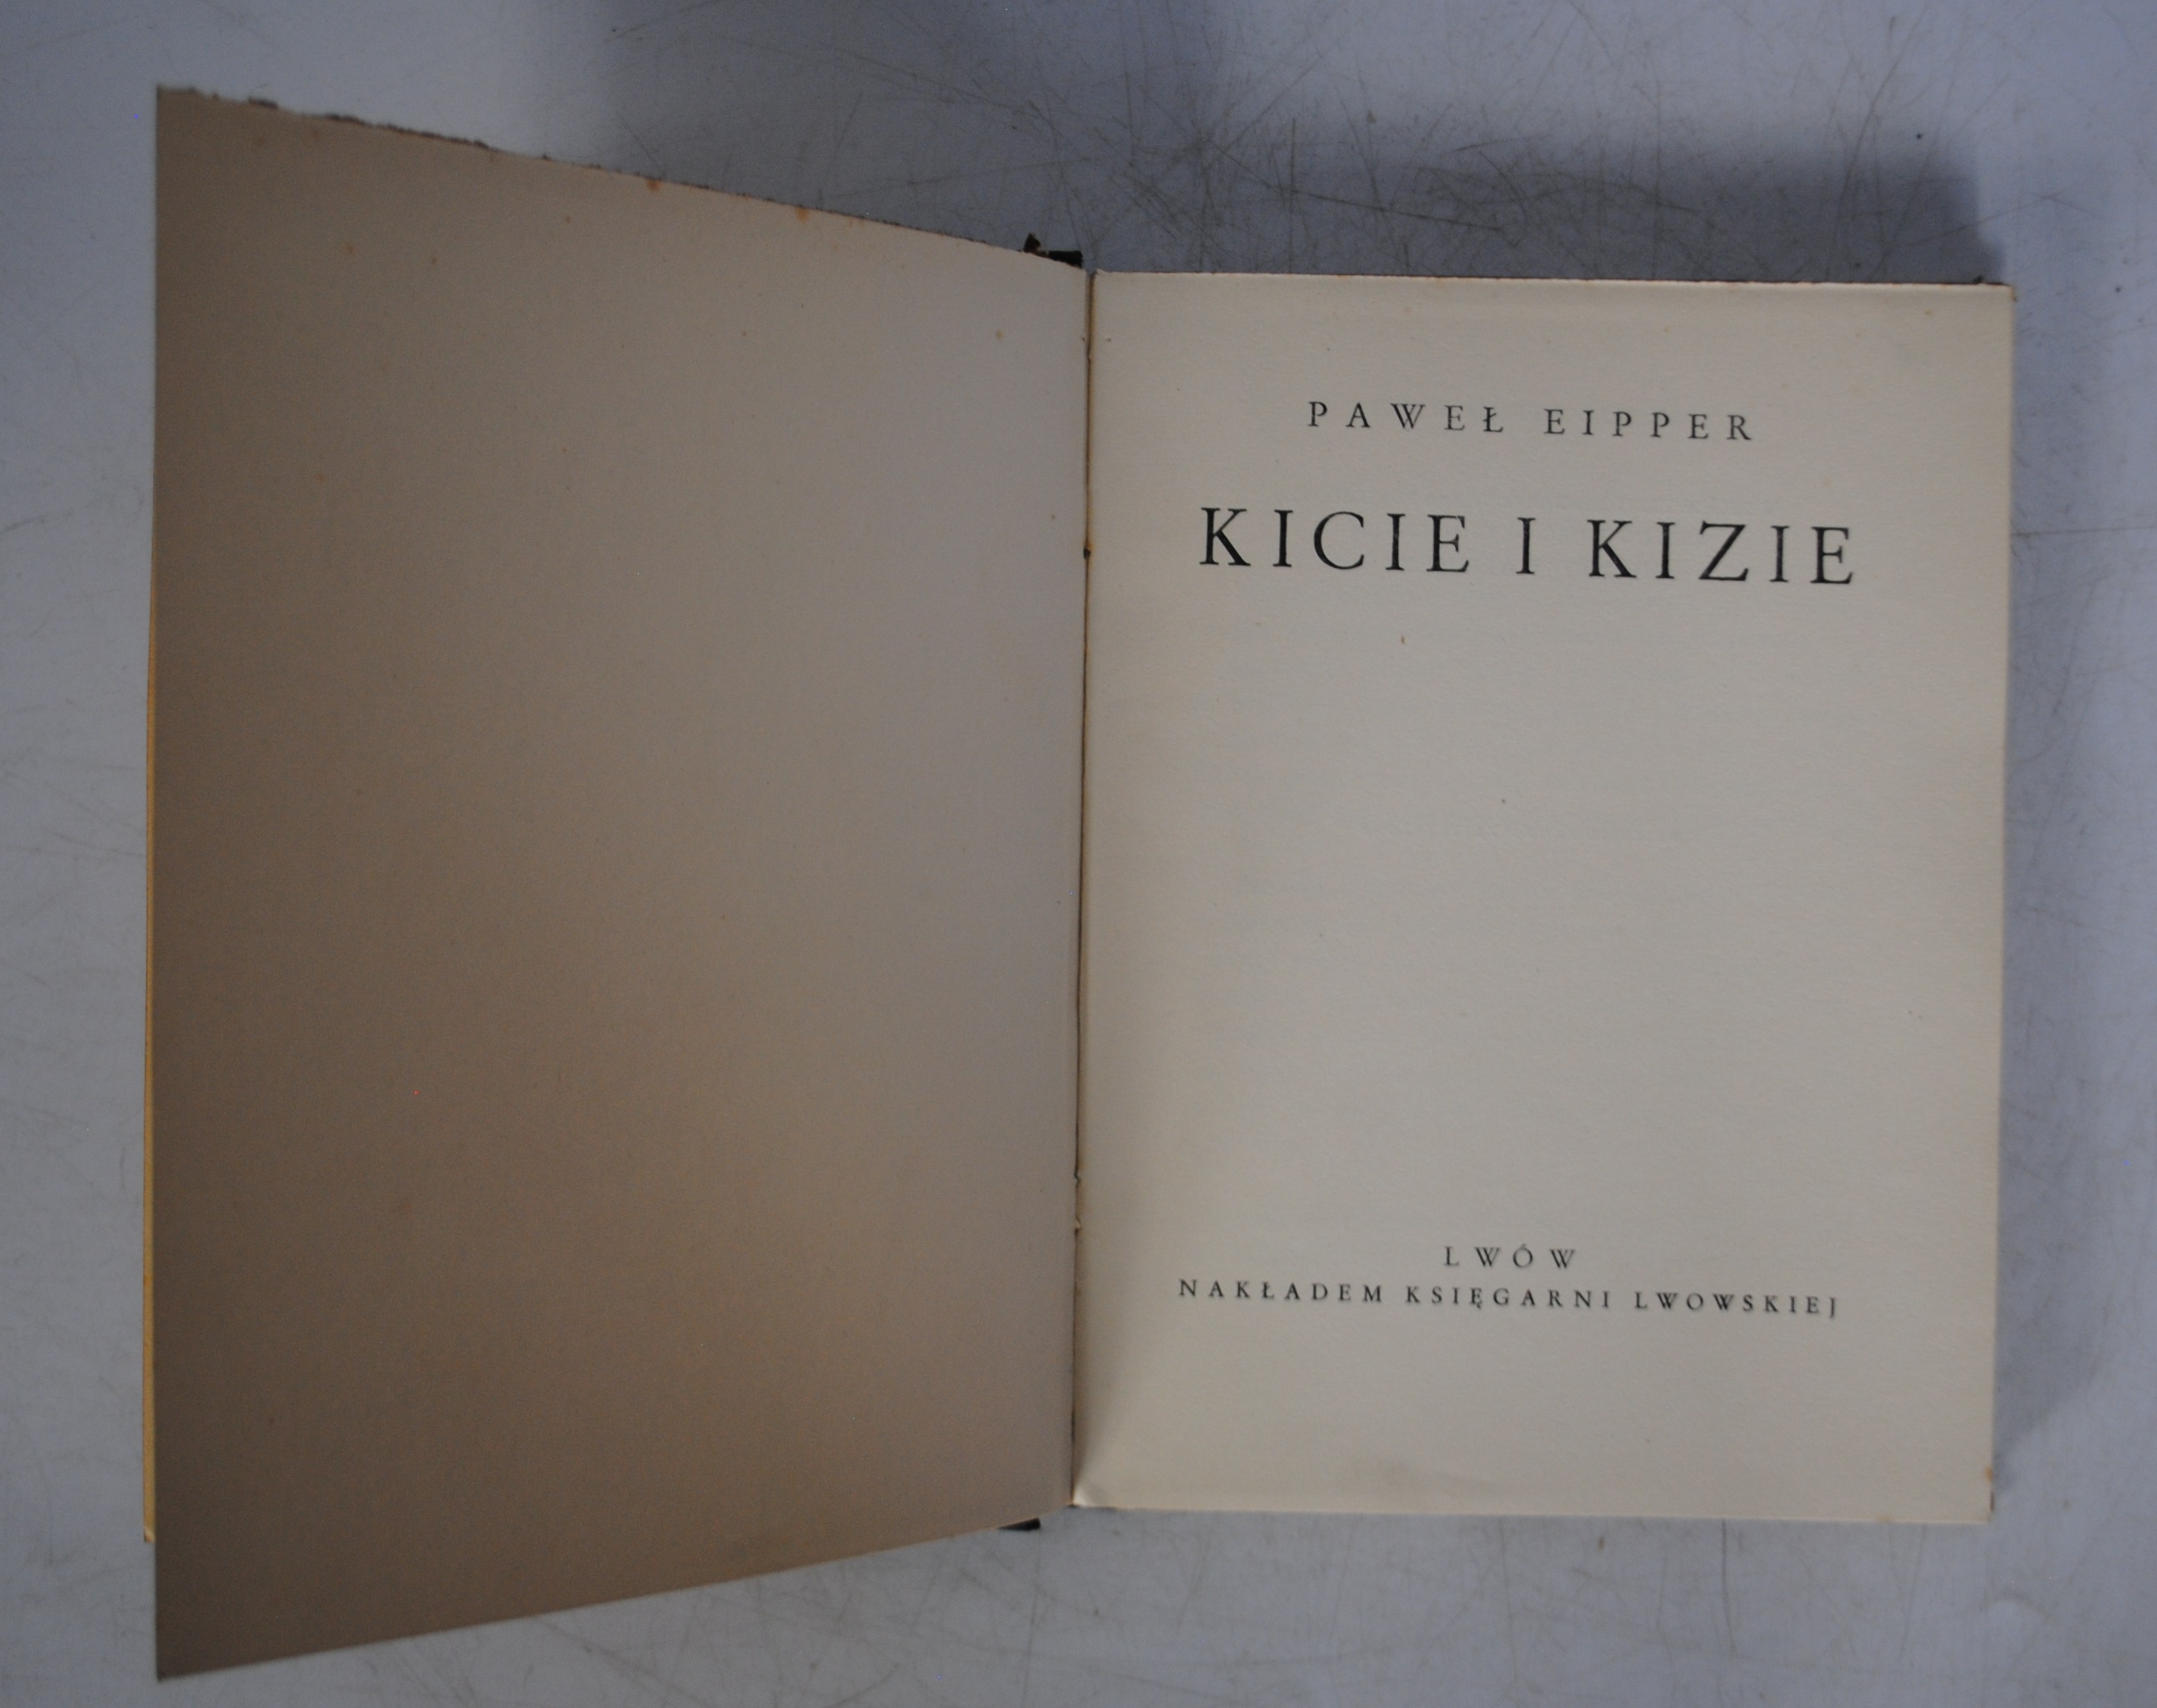 PAWEŁ EIPPER
KICIE I KIZIE
LWÓW
NAKŁADEM KSIĘGARNI LWOWSKIEJ